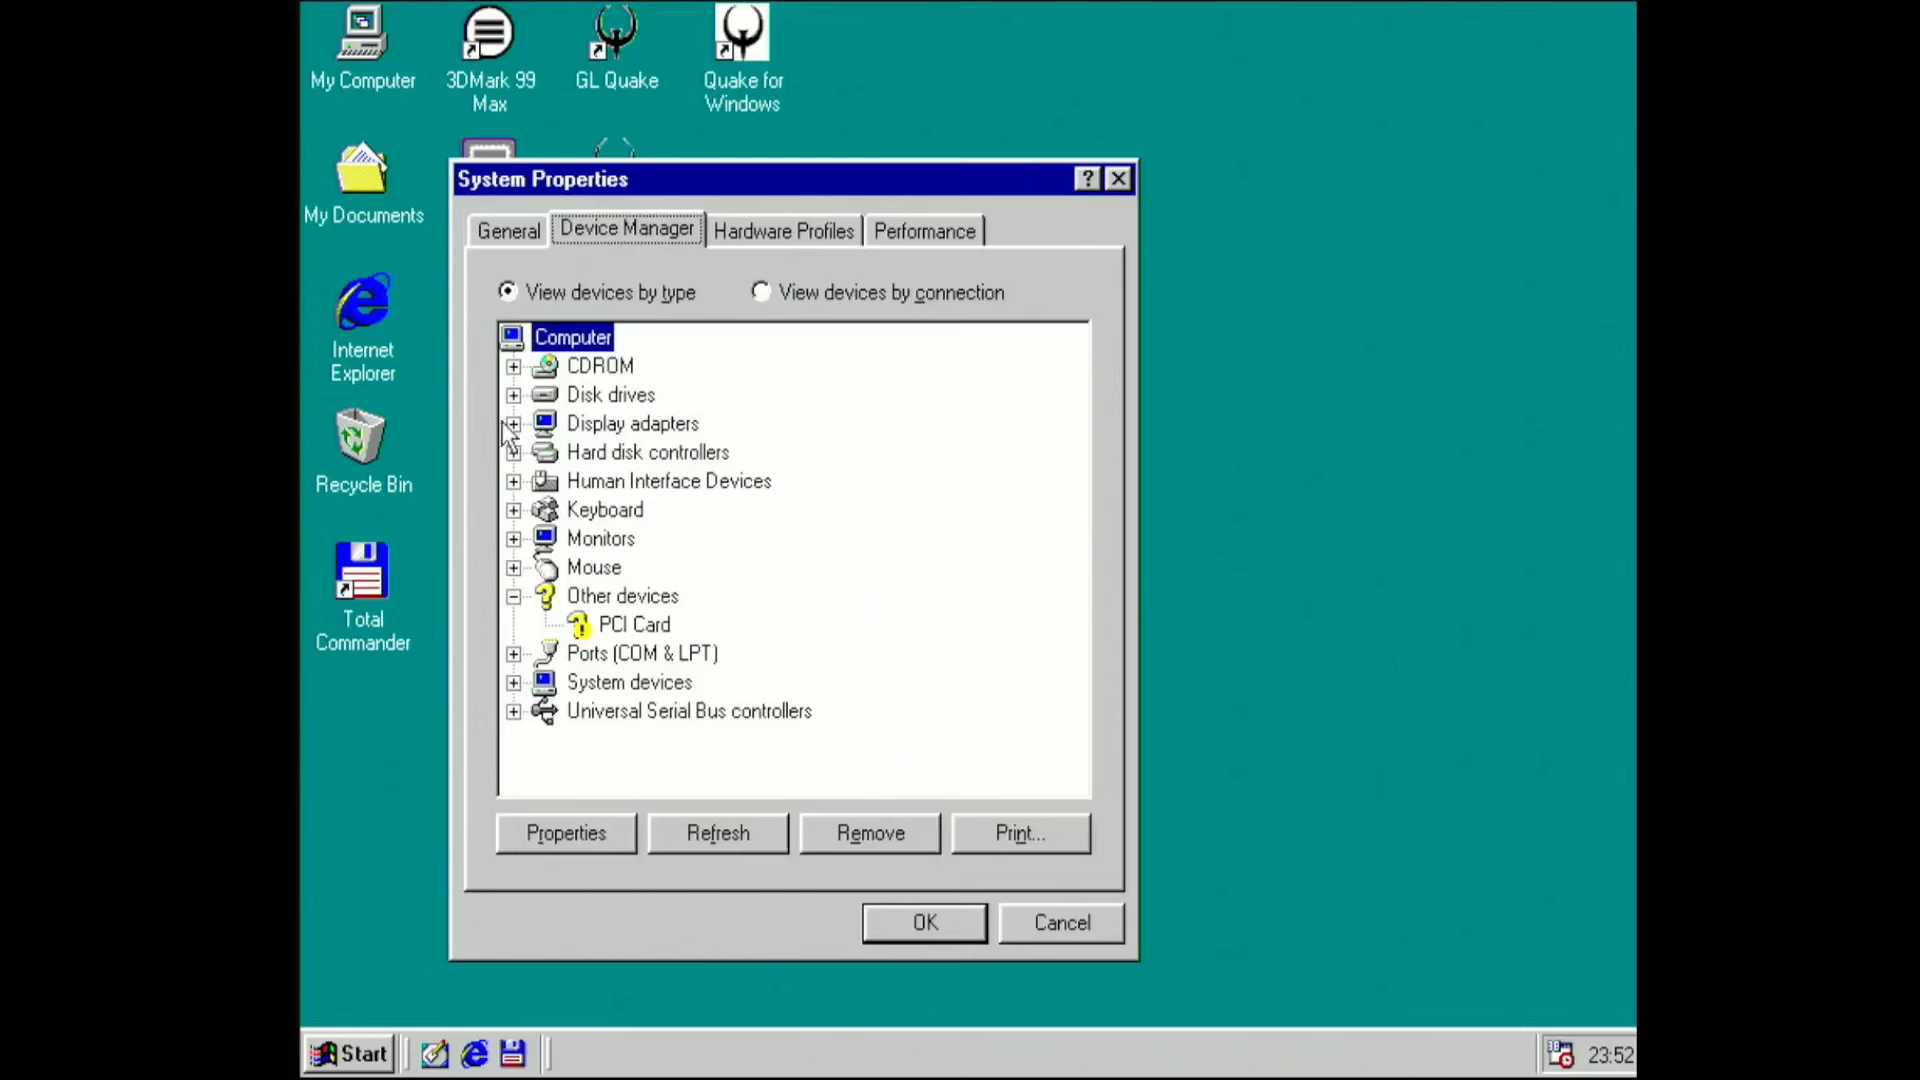 My Computer
3DMark 99
Max
GL Quake
Quake for
Windows
My Documents
Internet
Explorer
Recycle Bin
Total
Commander
System Properties
General
Device Manager
Hardware Profiles
Performance
View devices by type
View devices by connection
Computer
CDROM
Disk drives
Display adapters
Hard disk controllers
Human Interface Devices
Keyboard
Monitors
Mouse
Other devices
PCI Card
Ports (COM & LPT)
System devices
Universal Serial Bus controllers
Properties
Refresh
Remove
Print...
OK
Cancel
Start
23:52